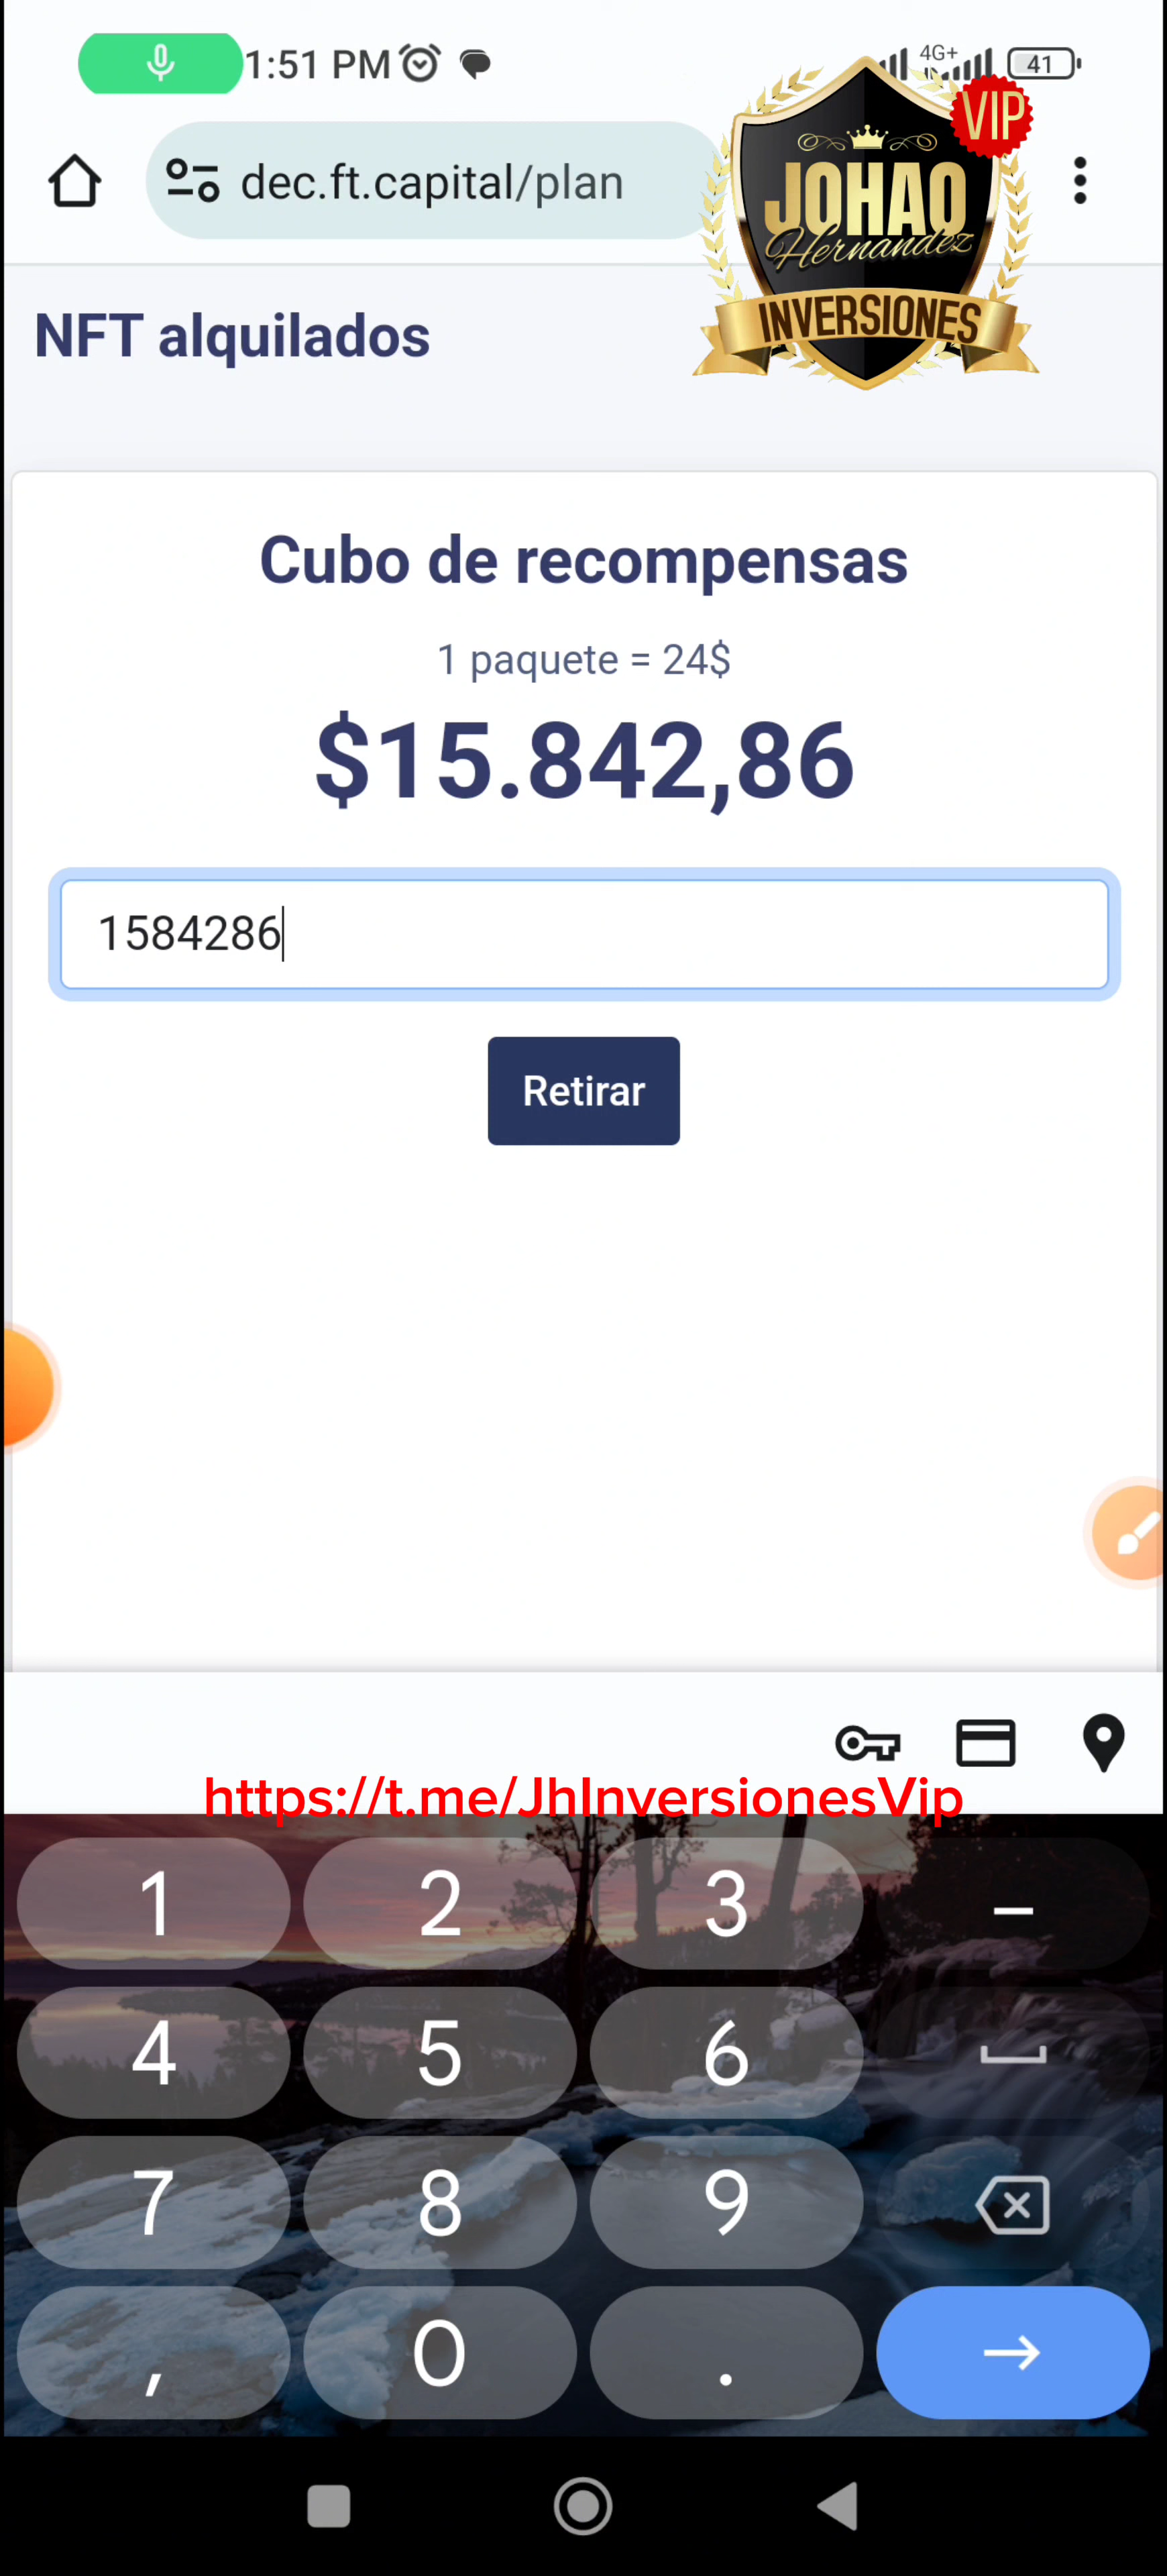 1:51 PM
4G+
41
VIP
dec.ft.capital/plan
JOHAO
Hernandez
INVERSIONES
NFT alquilados
Cubo de recompensas
1 paquete = 24$
$15.842,86
1584286
Retirar
https://t.me/JhInversionesVip
1 2 3 –
4 5 6
7 8 9
, 0 .